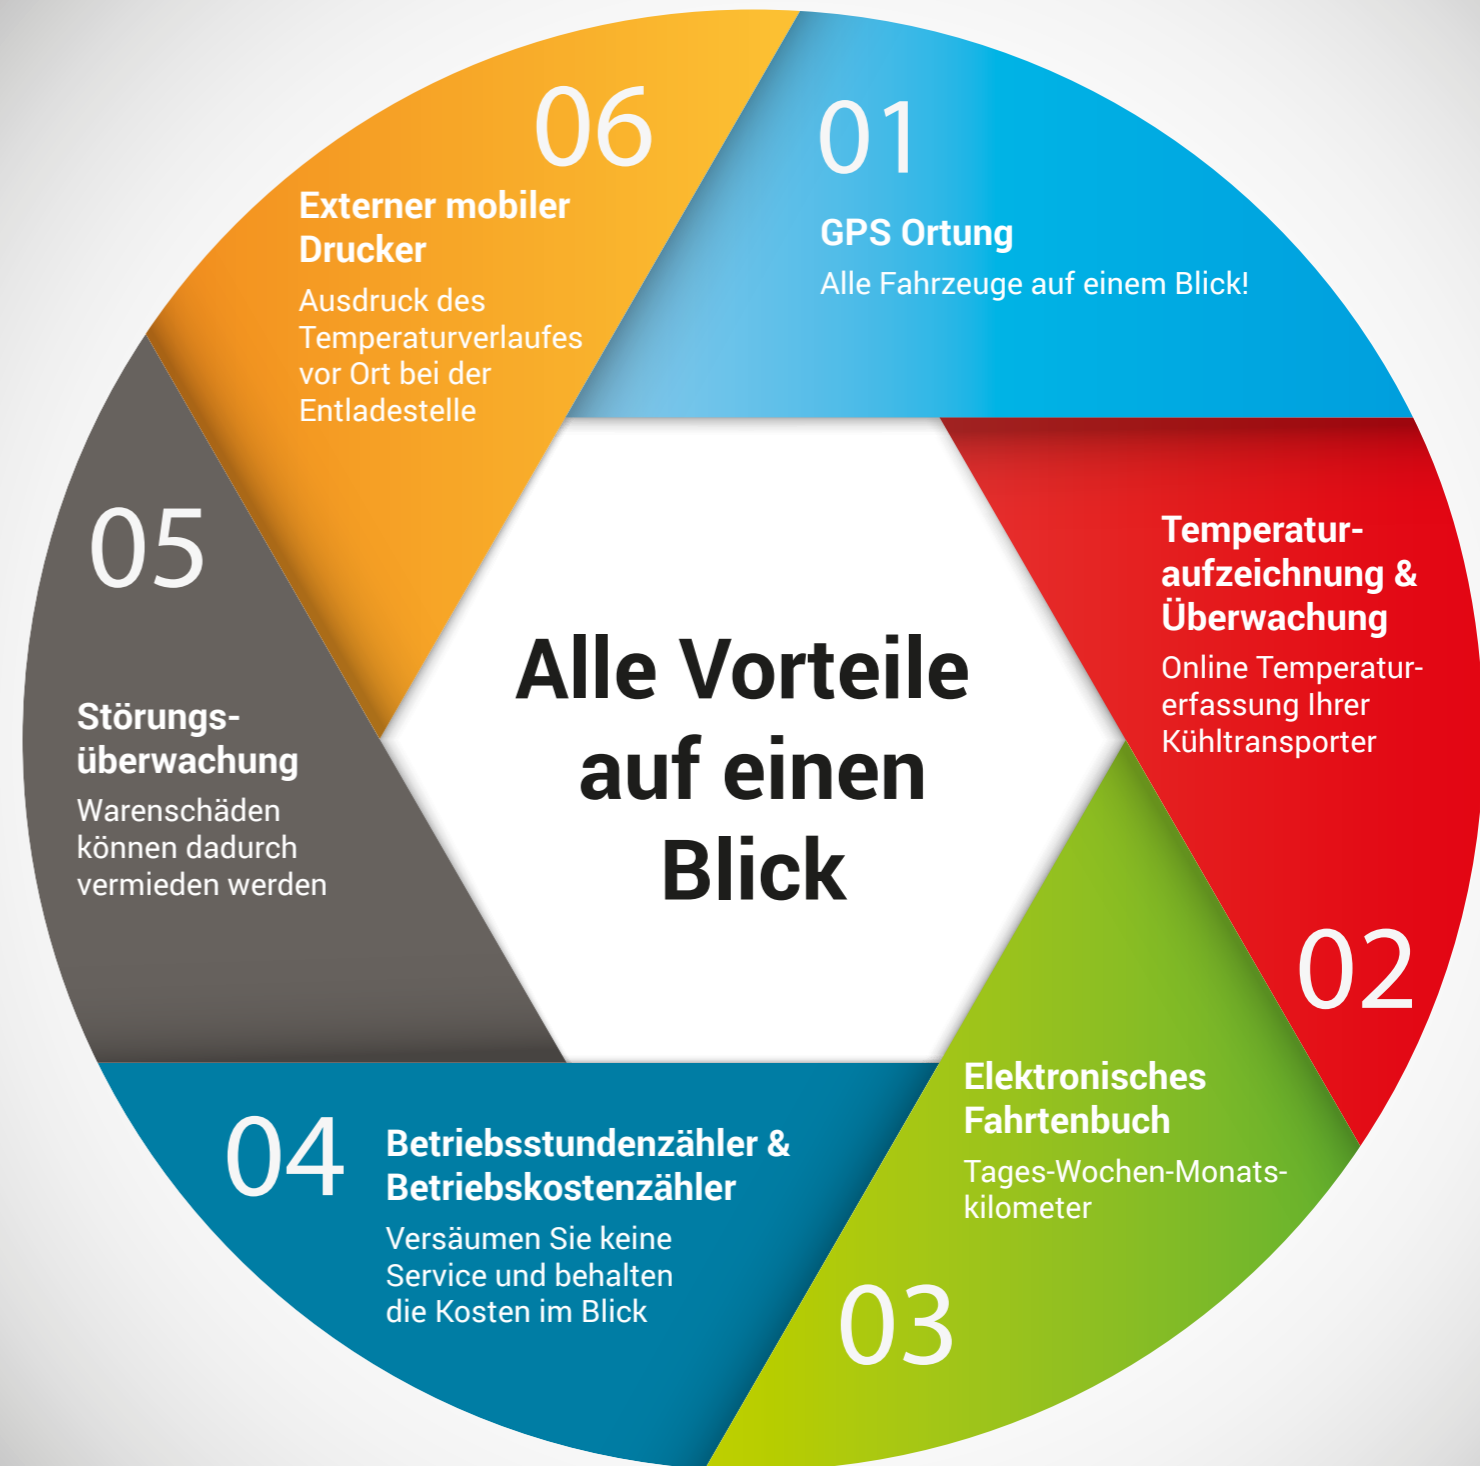 Alle Vorteile
auf einen
Blick
01
GPS Ortung
Alle Fahrzeuge auf einem Blick!
Temperatur-
aufzeichnung &
Überwachung
Online Temperatur-
erfassung Ihrer
Kühltransporter
02
Elektronisches
Fahrtenbuch
Tages-Wochen-Monats-
kilometer
03
04
Betriebsstundenzähler &
Betriebskostenzähler
Versäumen Sie keine
Service und behalten
die Kosten im Blick
05
Störungs-
überwachung
Warenschäden
können dadurch
vermieden werden
06
Externer mobiler
Drucker
Ausdruck des
Temperaturverlaufes
vor Ort bei der
Entladestelle